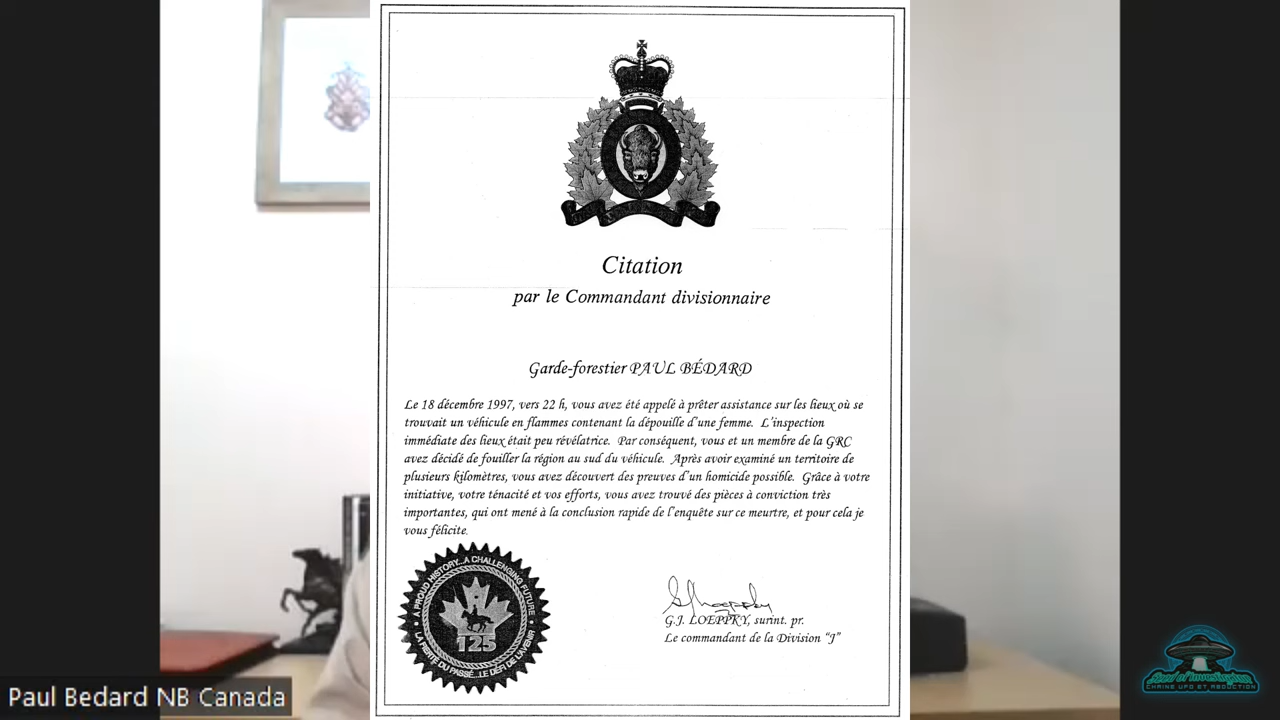 Citation
par le Commandant divisionnaire
Garde-forestier PAUL BÉDARD
Le 18 décembre 1997, vers 22 h, vous avez été appelé à prêter assistance sur les lieux où se
trouvait un véhicule en flammes contenant la dépouille d'une femme. L'inspection
immédiate des lieux était peu révélatrice. Par conséquent, vous et un membre de la GRC
avez décidé de fouiller la région au sud du véhicule. Après avoir examiné un territoire de
plusieurs kilomètres, vous avez découvert des preuves d'un homicide possible. Grâce à votre
initiative, votre ténacité et vos efforts, vous avez trouvé des pièces à conviction très
importantes, qui ont mené à la conclusion rapide de l'enquête sur ce meurtre, et pour cela je
vous félicite.
A PROUD HISTORY...A CHALLENGING FUTURE
125
LA FIERTÉ DU PASSÉ...LE DÉFI DE L'AVENIR
G.J. LOEPPKY, surint. pr.
Le commandant de la Division "J"
Paul Bedard NB Canada
CHAINE UFO ET ABDUCTION